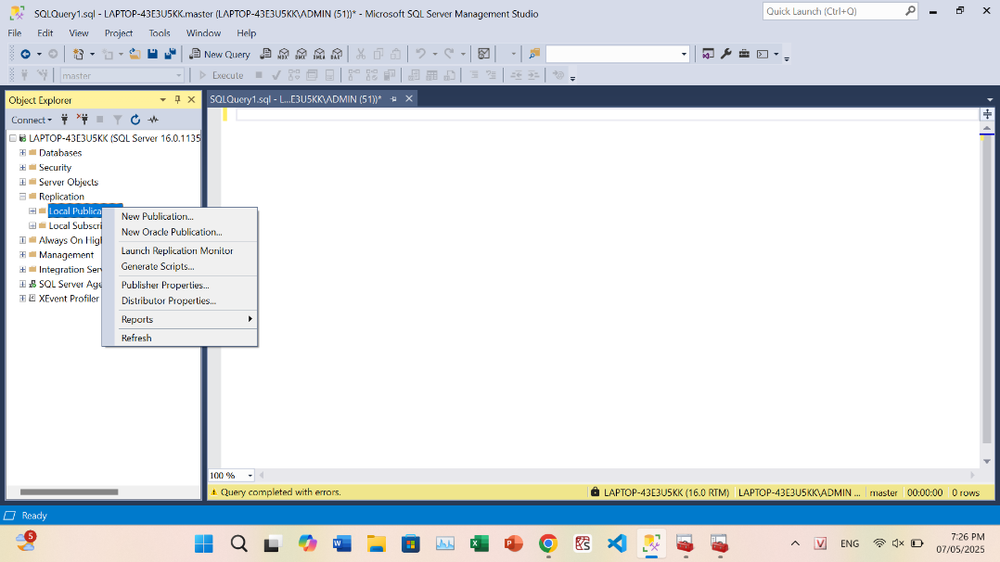 SQLQuery1.sql - LAPTOP-43E3U5KK.master (LAPTOP-43E3U5KK\ADMIN (51))* - Microsoft SQL Server Management Studio
Quick Launch (Ctrl+Q)
File Edit View Project Tools Window Help
New Query
MDX DMX XMLA DAX
master
Execute
Object Explorer
SQLQuery1.sql - L...E3U5KK\ADMIN (51))*
Connect
LAPTOP-43E3U5KK (SQL Server 16.0.1135
Databases
Security
Server Objects
Replication
Local Publica
Local Subscri
Always On High
Management
Integration Serv
SQL Server Age
XEvent Profiler
New Publication...
New Oracle Publication...
Launch Replication Monitor
Generate Scripts...
Publisher Properties...
Distributor Properties...
Reports
Refresh
100 %
Query completed with errors.
LAPTOP-43E3U5KK (16.0 RTM)
LAPTOP-43E3U5KK\ADMIN ...
master
00:00:00
0 rows
Ready
5
ENG
7:26 PM
07/05/2025